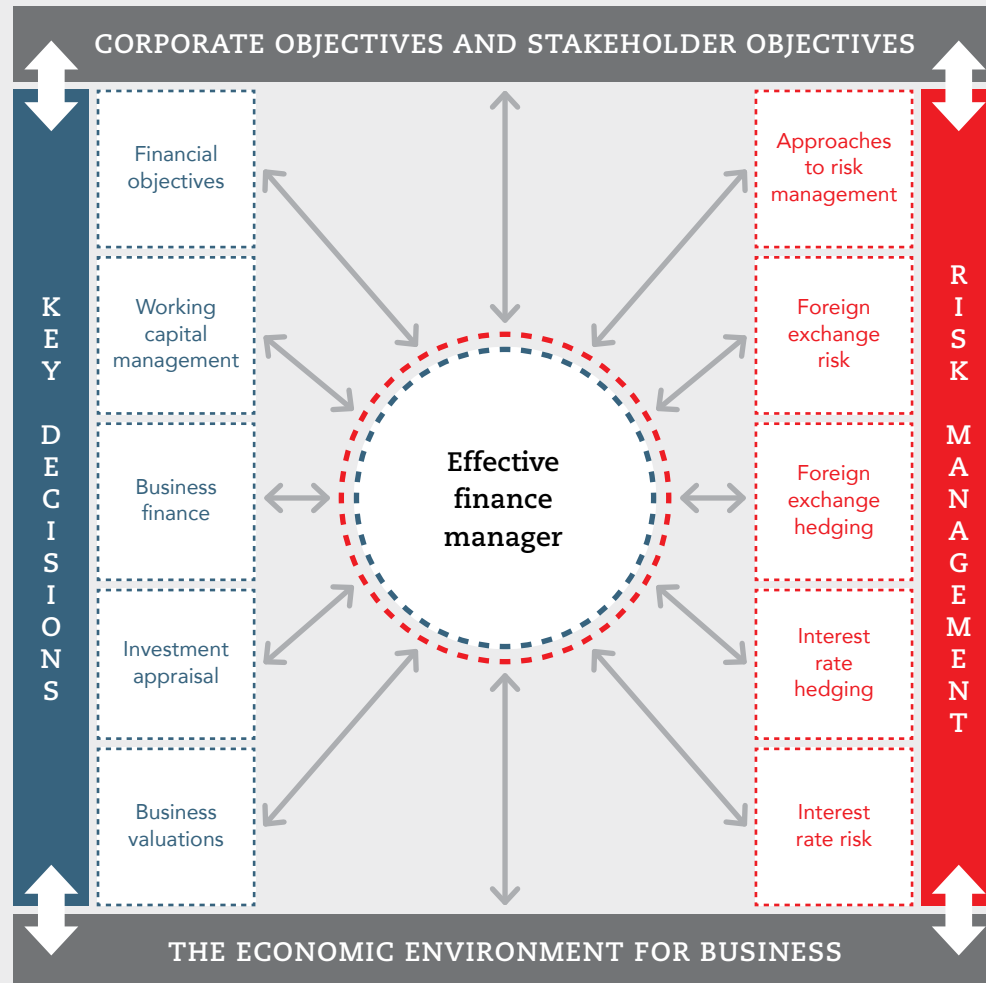 CORPORATE OBJECTIVES AND STAKEHOLDER OBJECTIVES
KEY DECISIONS
Financial
objectives
Working
capital
management
Business
finance
Investment
appraisal
Business
valuations
Effective
finance
manager
Approaches
to risk
management
Foreign
exchange
risk
Foreign
exchange
hedging
Interest
rate
hedging
Interest
rate risk
RISK MANAGEMENT
THE ECONOMIC ENVIRONMENT FOR BUSINESS